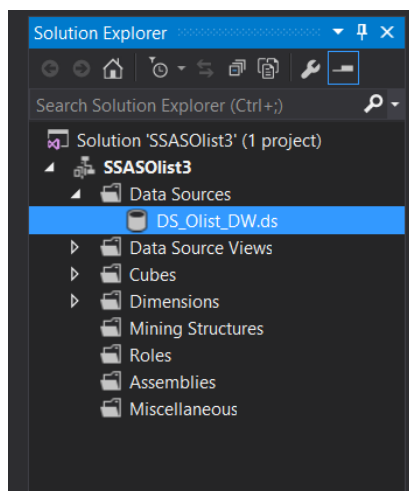 Solution Explorer
Search Solution Explorer (Ctrl+;)
Solution 'SSASOlist3' (1 project)
SSASOlist3
Data Sources
DS_Olist_DW.ds
Data Source Views
Cubes
Dimensions
Mining Structures
Roles
Assemblies
Miscellaneous